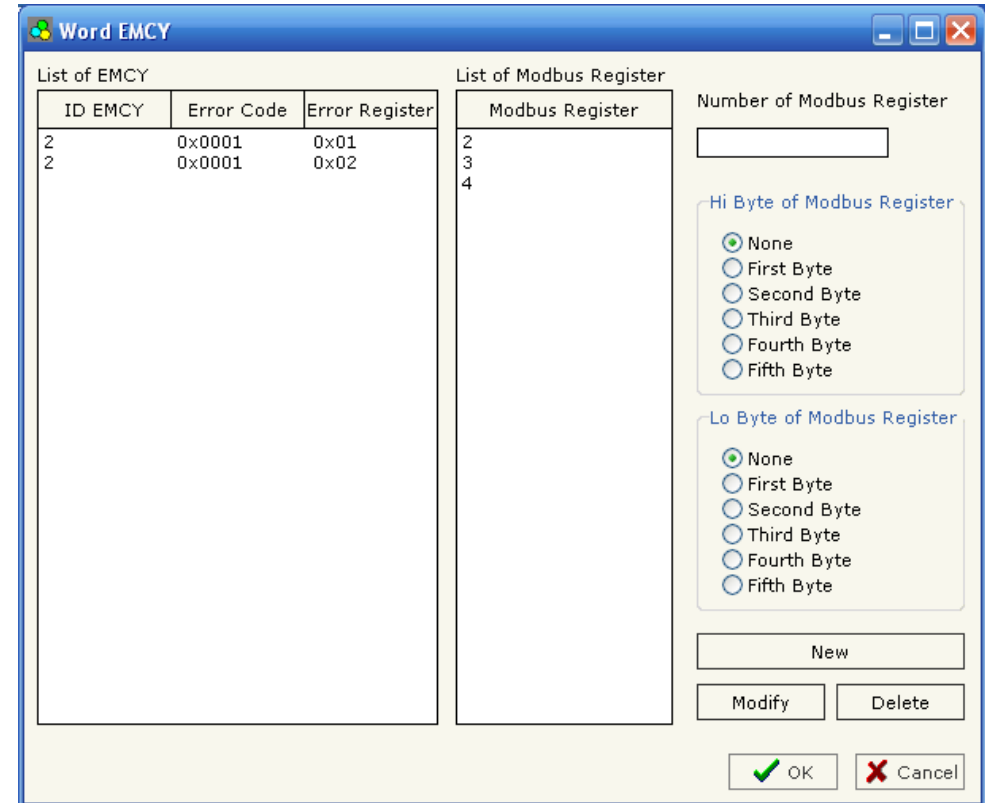 Word EMCY
List of EMCY
ID EMCY Error Code Error Register
2 0x0001 0x01
2 0x0001 0x02
List of Modbus Register
Modbus Register
2
3
4
Number of Modbus Register
Hi Byte of Modbus Register
None
First Byte
Second Byte
Third Byte
Fourth Byte
Fifth Byte
Lo Byte of Modbus Register
None
First Byte
Second Byte
Third Byte
Fourth Byte
Fifth Byte
New
Modify Delete
OK Cancel